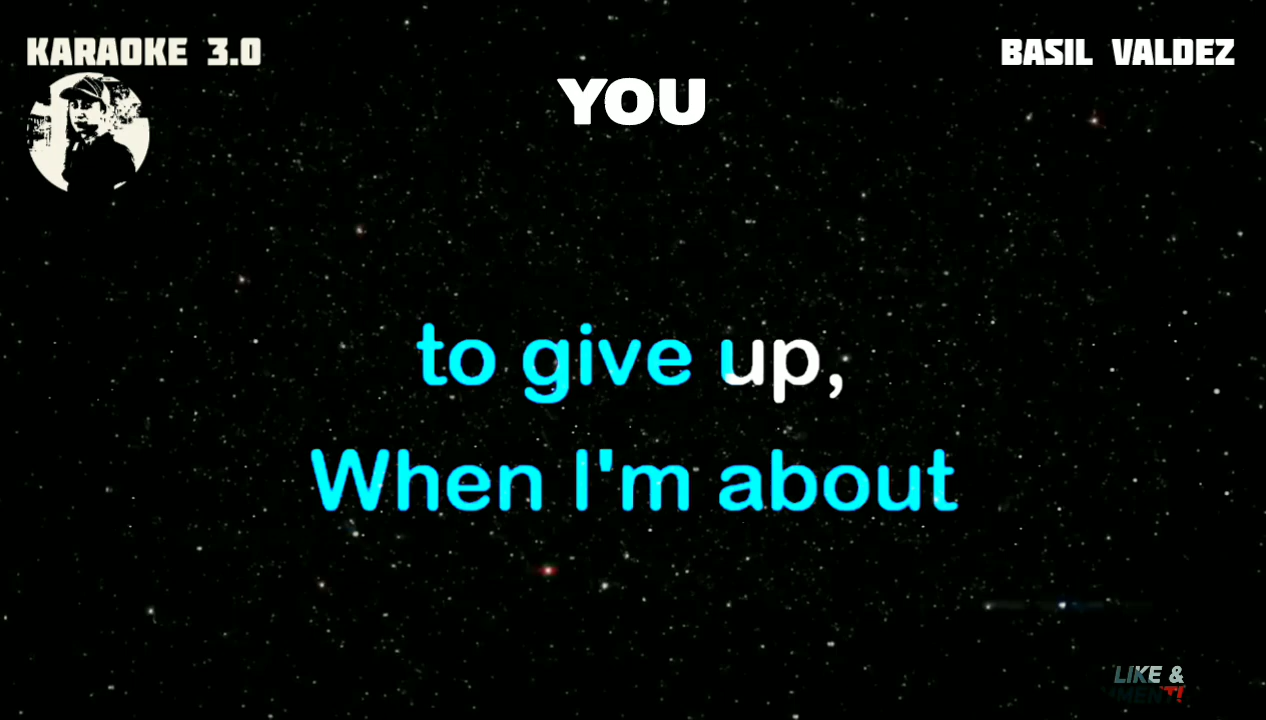 KARAOKE 3.0
BASIL VALDEZ
YOU
to give up,
When I'm about
LIKE &